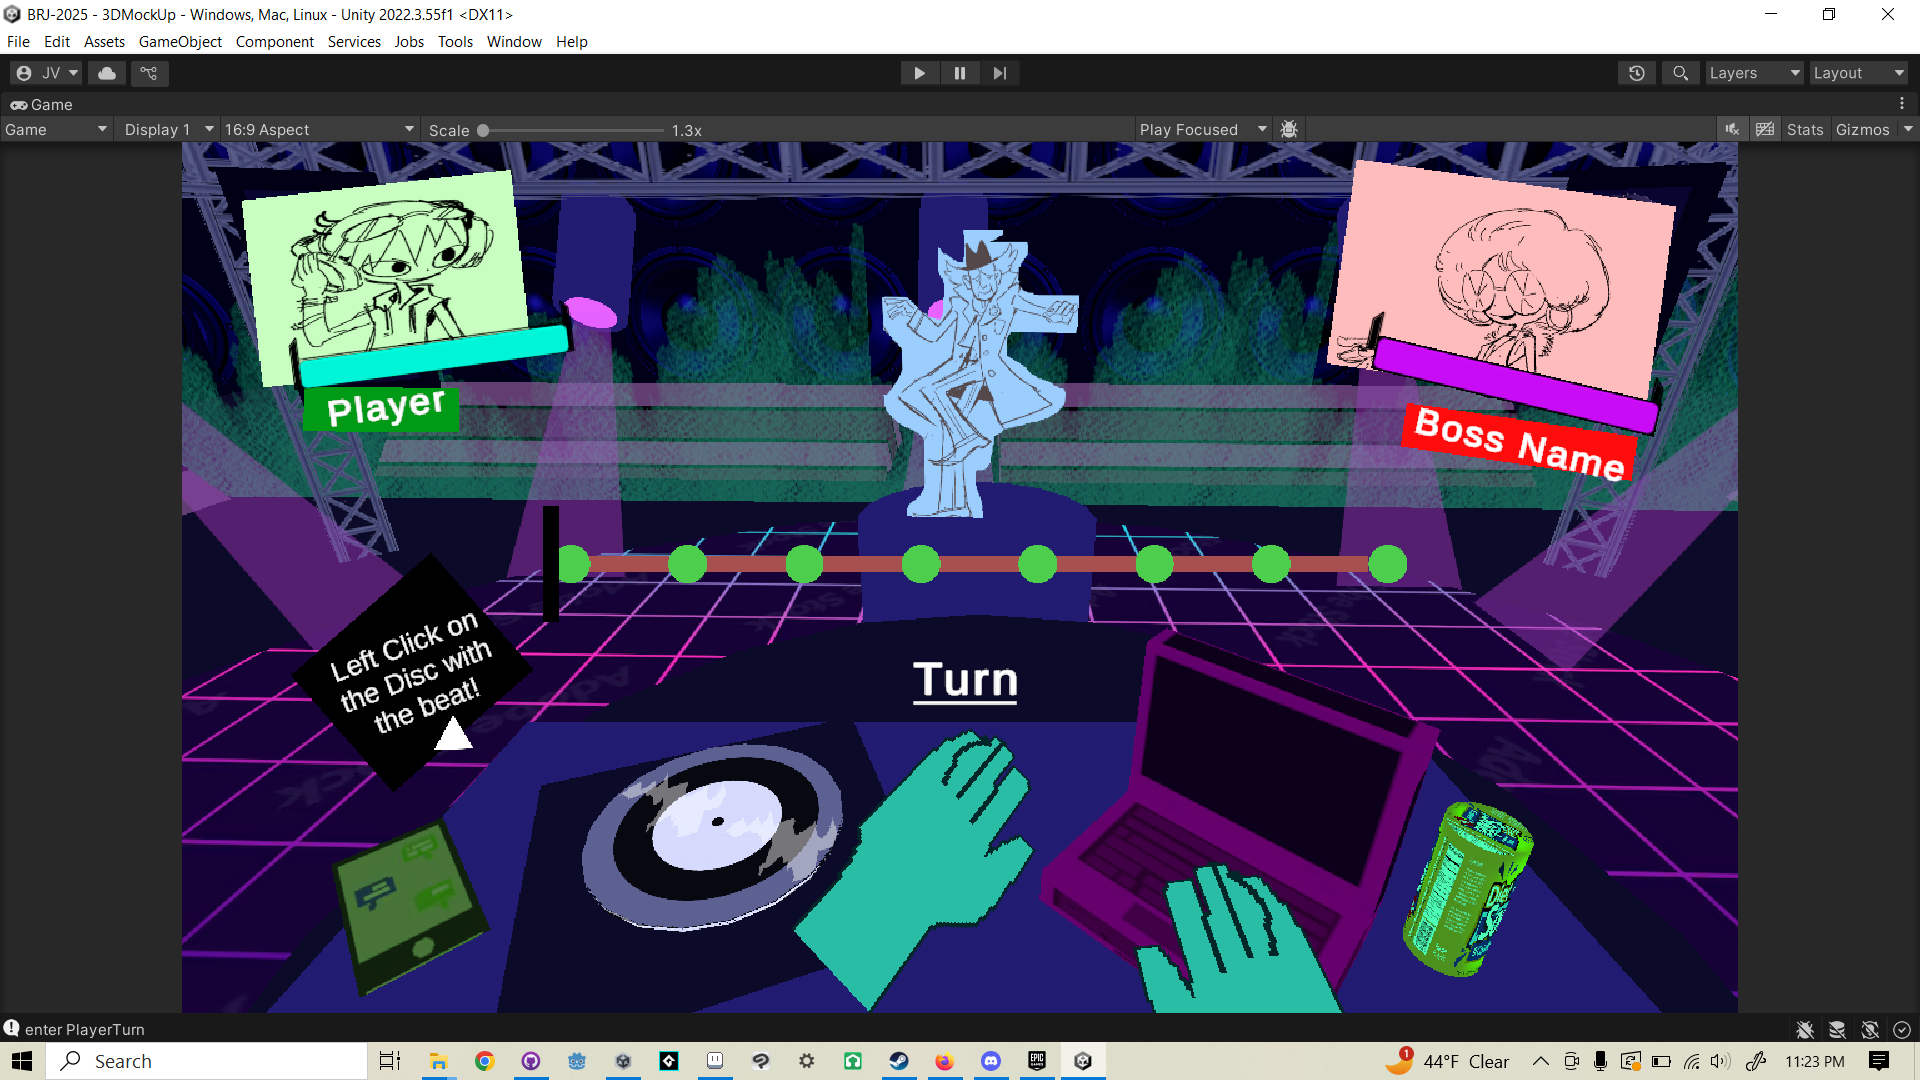 BRJ-2025 - 3DMockUp - Windows, Mac, Linux - Unity 2022.3.55f1 <DX11>
File Edit Assets GameObject Component Services Jobs Tools Window Help
JV Layers Layout
Game
Game Display 1 16:9 Aspect Scale 1.3x Play Focused Stats Gizmos
Player
Boss Name
Left Click on
the Disc with
the beat!
Turn
enter PlayerTurn
Search 1 44°F Clear 11:23 PM